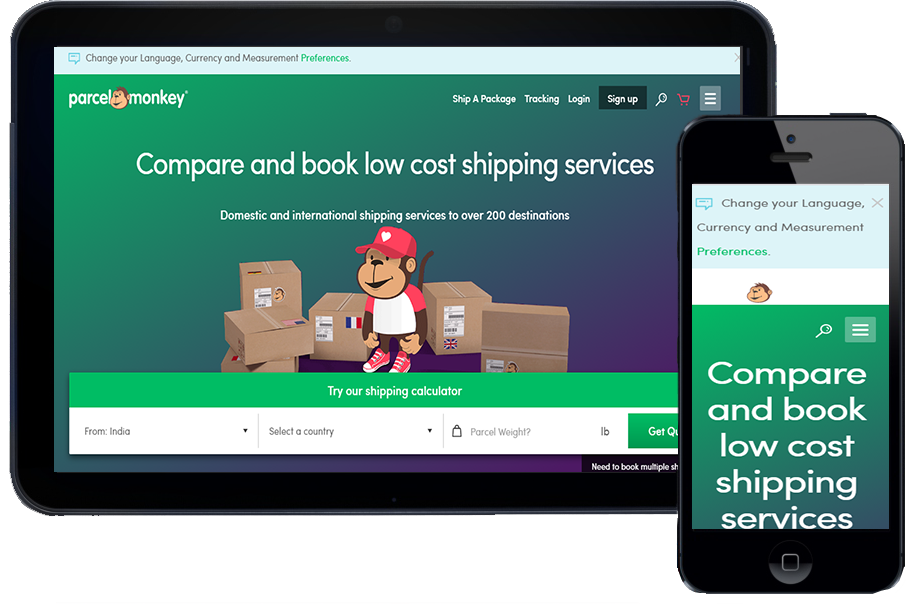 Change your Language, Currency and Measurement Preferences.
parcel monkey®
Ship A Package Tracking Login Sign up
Compare and book low cost shipping services
Domestic and international shipping services to over 200 destinations
Try our shipping calculator
From: India Select a country Parcel Weight? lb Get Qu
Need to book multiple sh
Change your Language,
Currency and Measurement
Preferences.
Compare
and book
low cost
shipping
services